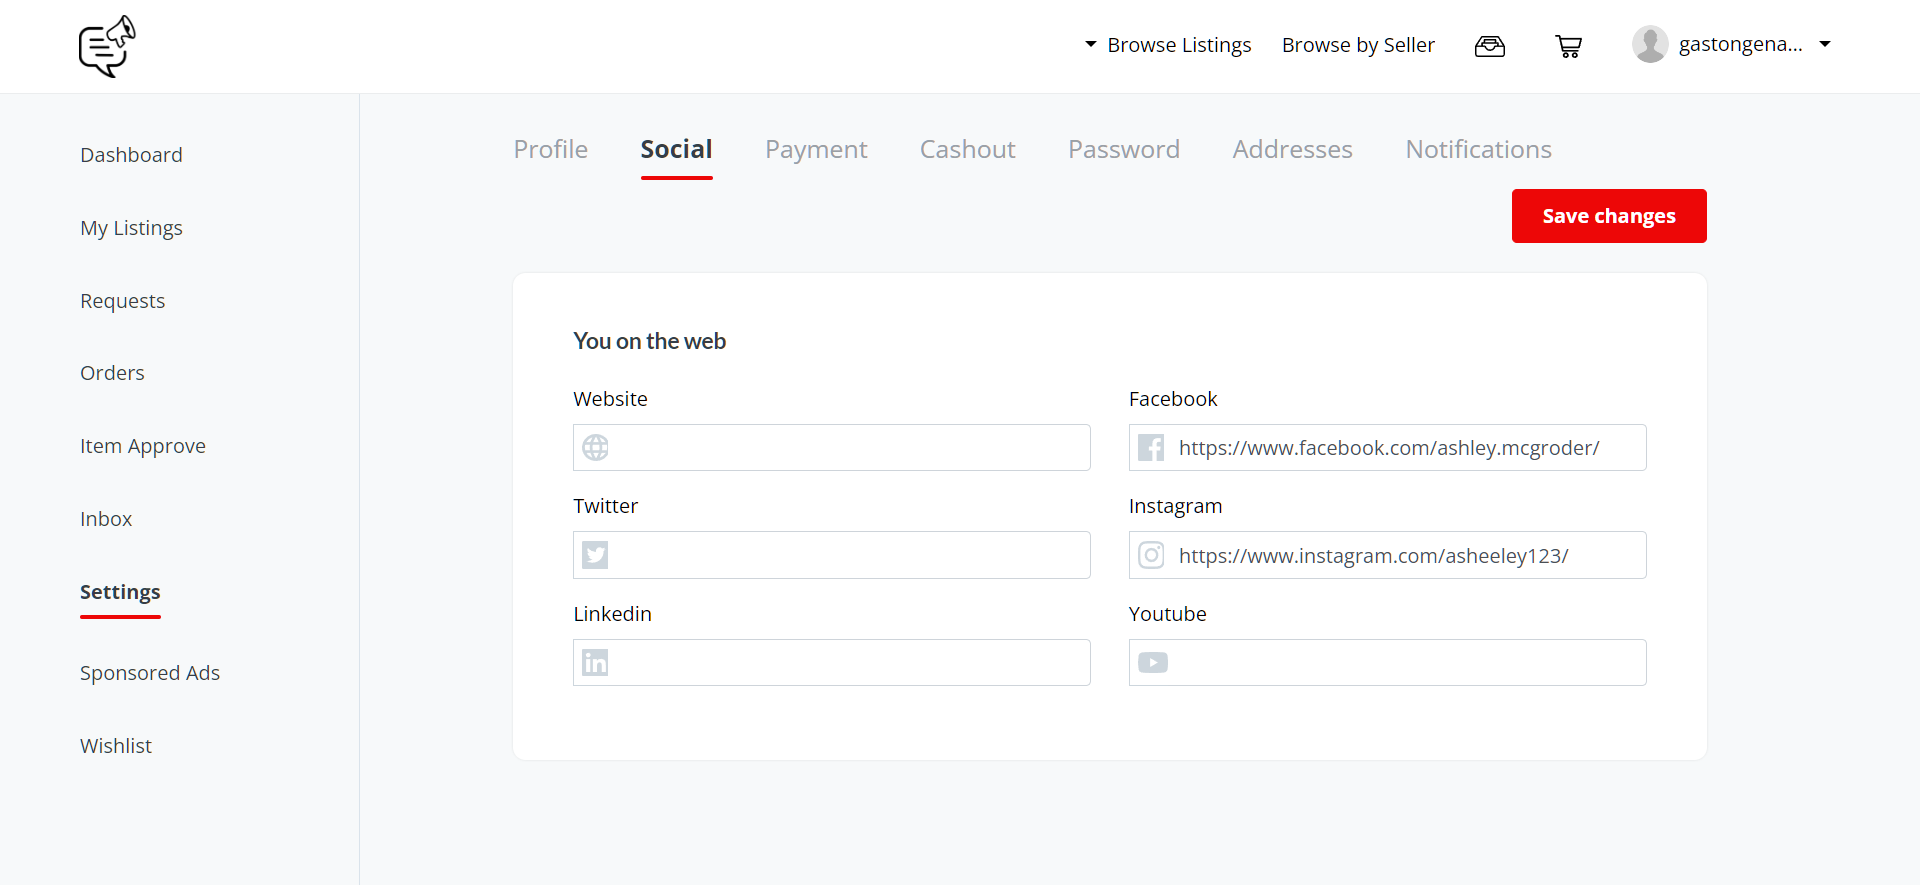 Browse Listings Browse by Seller gastongena...
Dashboard
My Listings
Requests
Orders
Item Approve
Inbox
Settings
Sponsored Ads
Wishlist
Profile Social Payment Cashout Password Addresses Notifications
Save changes
You on the web
Website
Facebook
https://www.facebook.com/ashley.mcgroder/
Twitter
Instagram
https://www.instagram.com/asheeley123/
Linkedin
Youtube